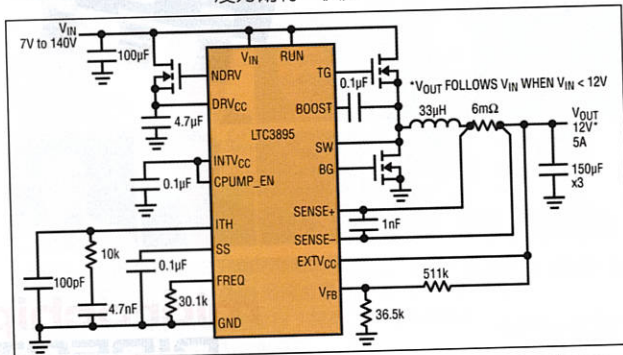 VIN
7V to 140V
100µF
VIN
RUN
NDRV
TG
0.1µF
*VOUT FOLLOWS VIN WHEN VIN < 12V
DRVCC
BOOST
4.7µF
33µH
6mΩ
VOUT
12V*
5A
LTC3895
SW
INTVCC
BG
150µF
x3
0.1µF
CPUMP_EN
SENSE+
1nF
ITH
SENSE–
10k
SS
0.1µF
EXTVCC
100pF
FREQ
511k
4.7nF
30.1k
VFB
36.5k
GND